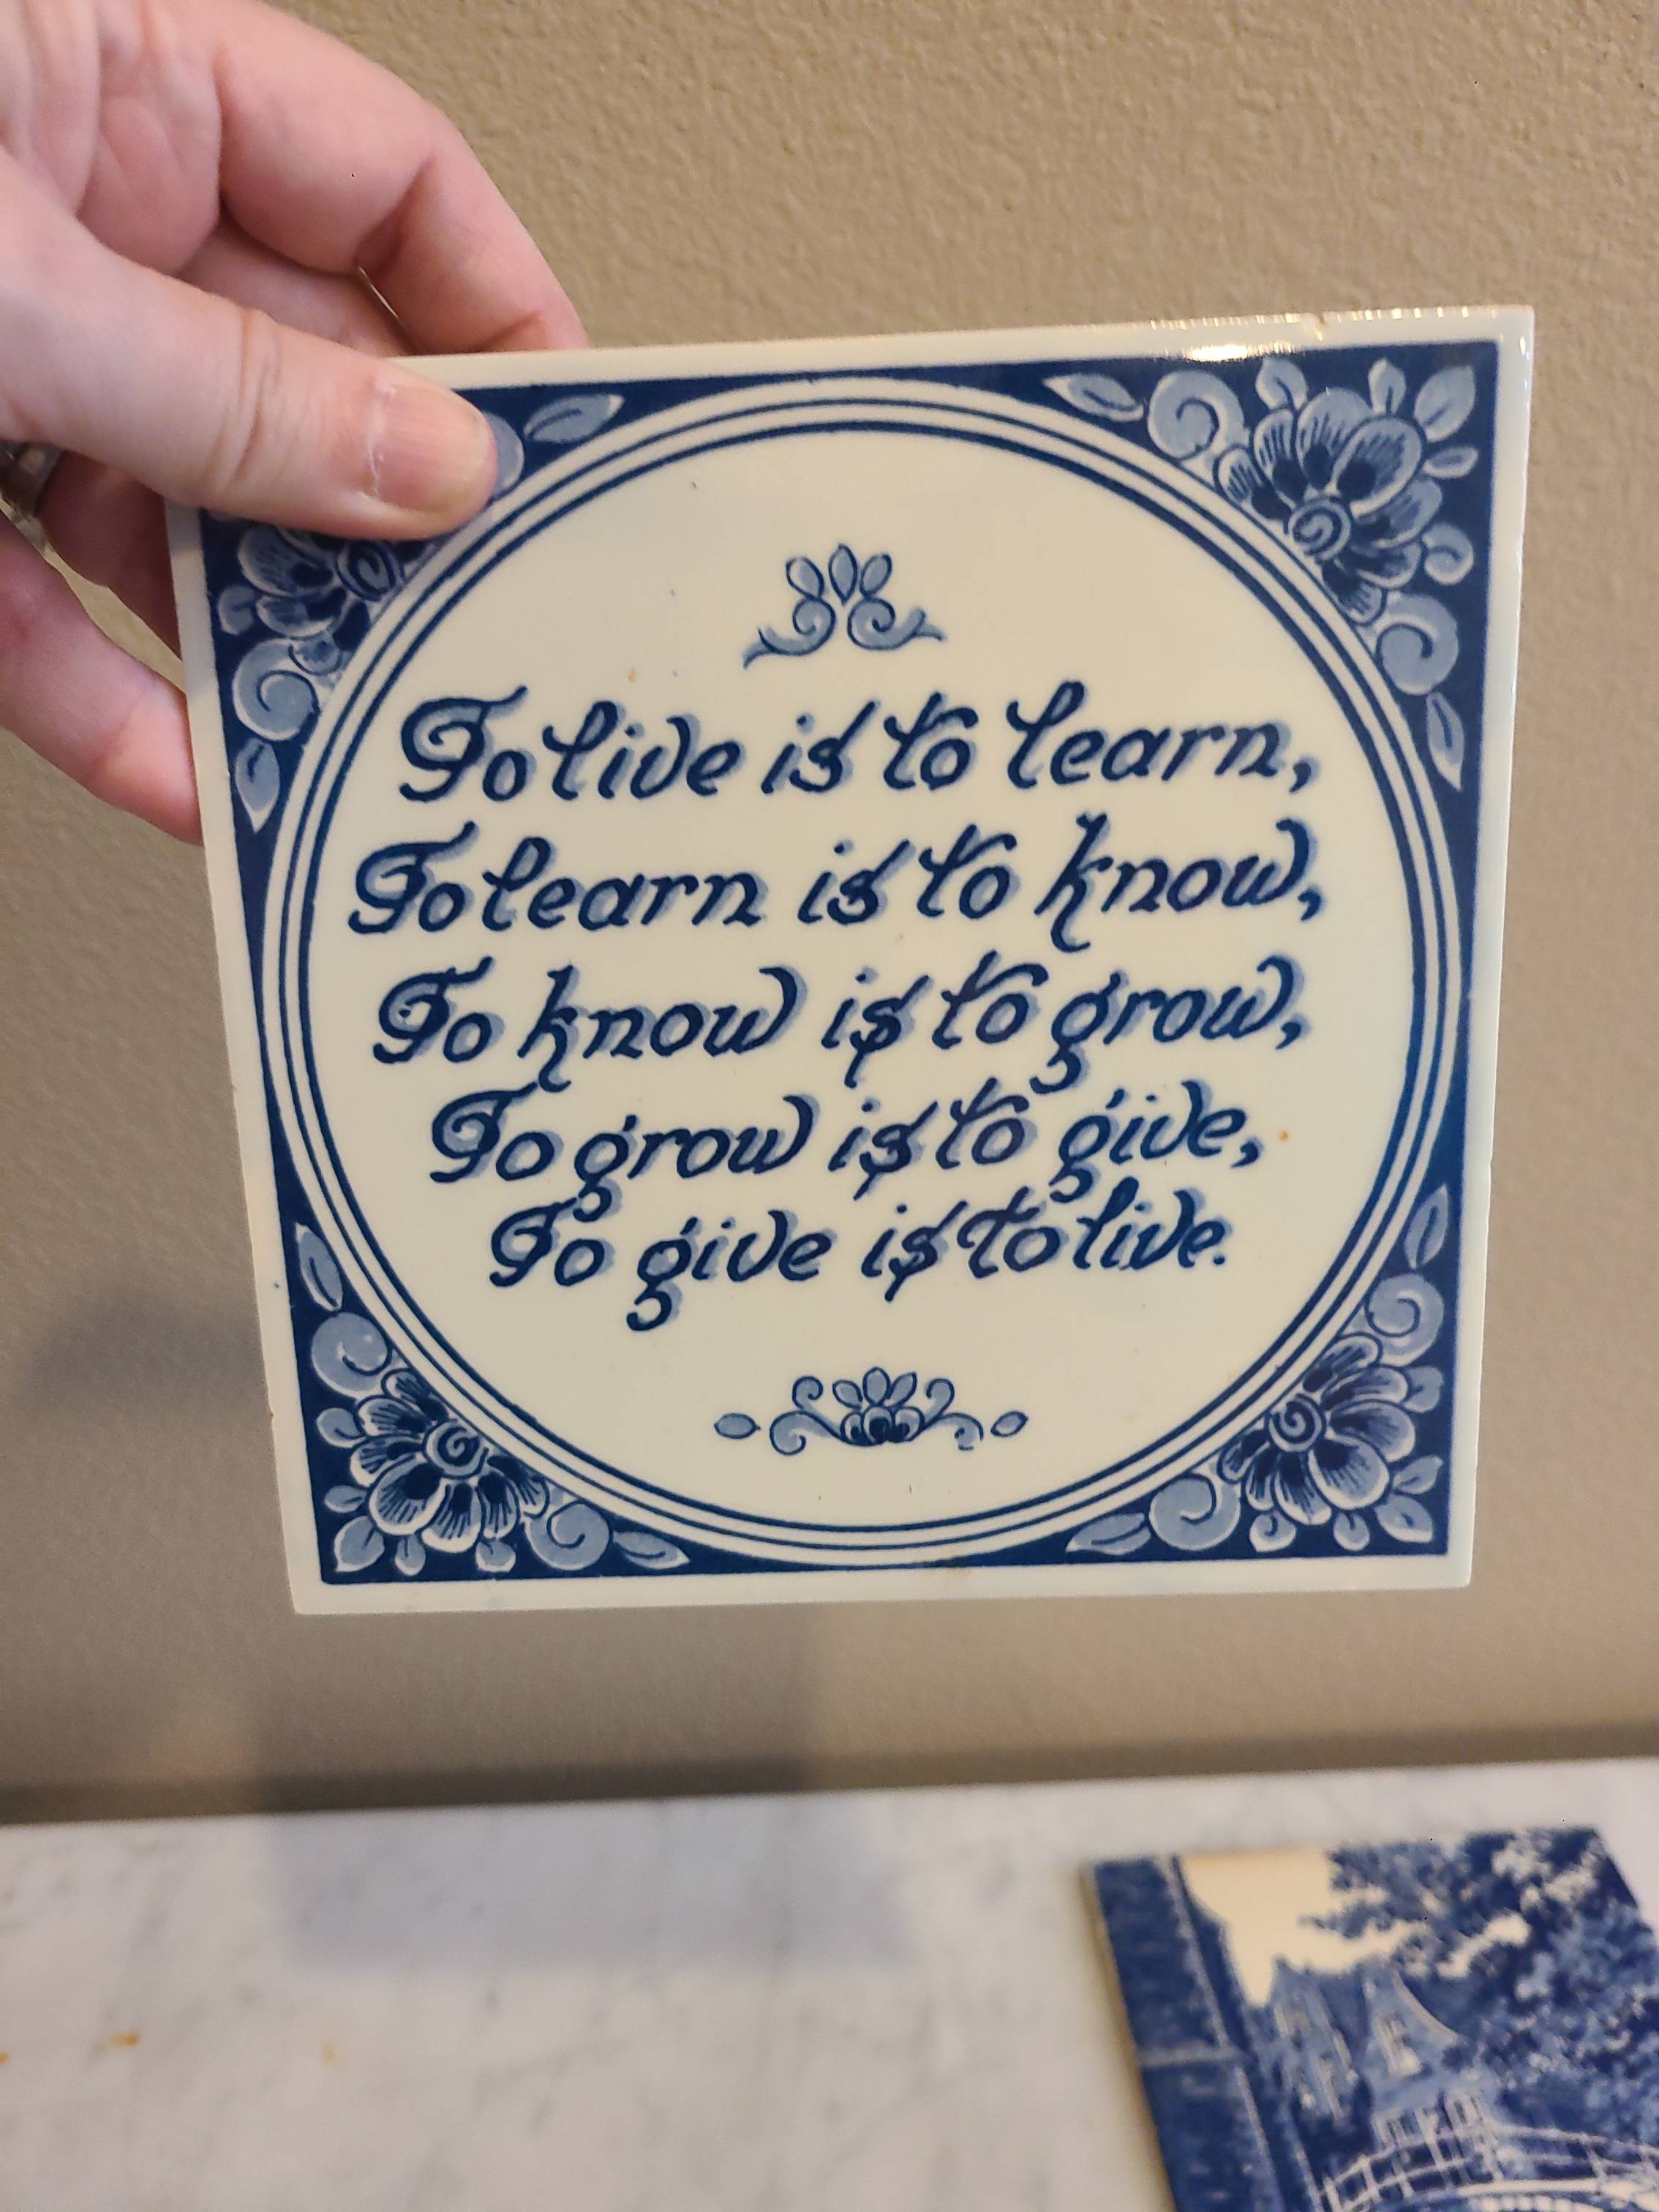 To live is to learn,
To learn is to know,
To know is to grow,
To grow is to give,
To give is to live.